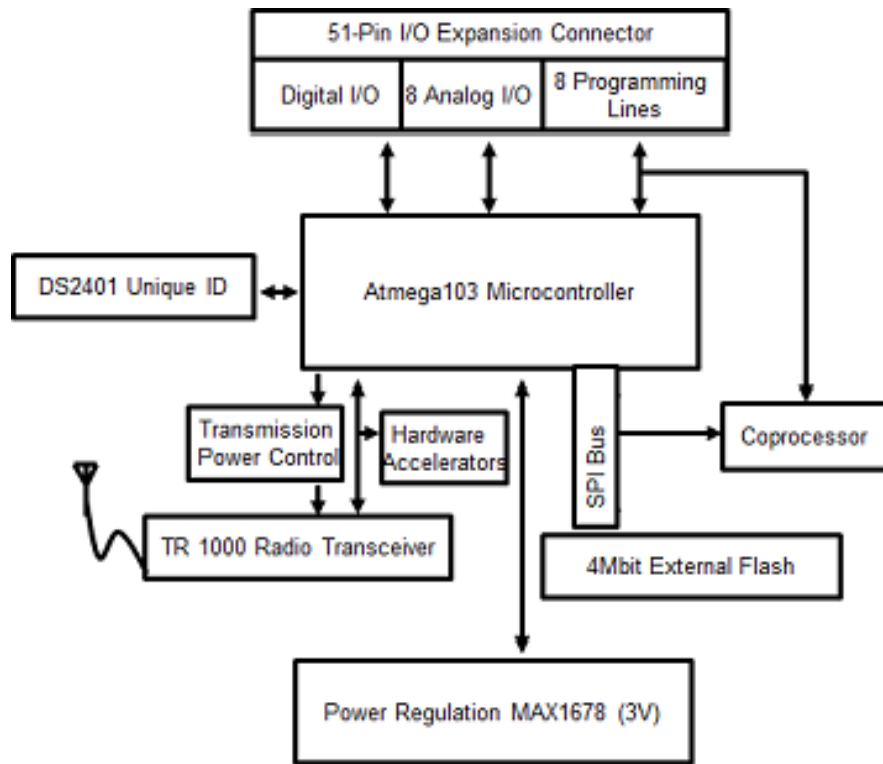 51-Pin I/O Expansion Connector
Digital I/O
8 Analog I/O
8 Programming
Lines
DS2401 Unique ID
Atmega103 Microcontroller
Transmission
Power Control
Hardware
Accelerators
SPI Bus
Coprocessor
TR 1000 Radio Transceiver
4Mbit External Flash
Power Regulation MAX1678 (3V)